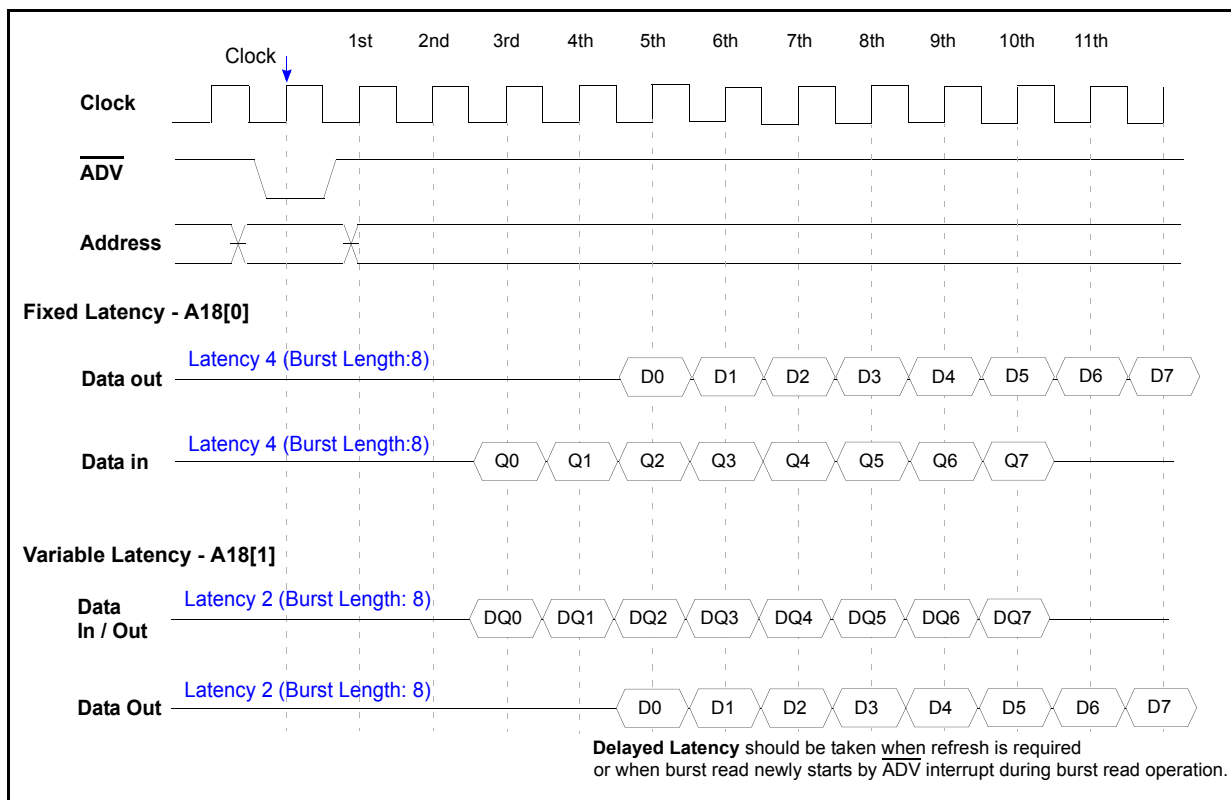 1st 2nd 3rd 4th 5th 6th 7th 8th 9th 10th 11th
Clock
Clock
ADV
Address
Fixed Latency - A18[0]
Latency 4 (Burst Length:8)
Data out D0 D1 D2 D3 D4 D5 D6 D7
Latency 4 (Burst Length:8)
Data in Q0 Q1 Q2 Q3 Q4 Q5 Q6 Q7
Variable Latency - A18[1]
Latency 2 (Burst Length: 8)
Data
In / Out DQ0 DQ1 DQ2 DQ3 DQ4 DQ5 DQ6 DQ7
Latency 2 (Burst Length: 8)
Data Out D0 D1 D2 D3 D4 D5 D6 D7
Delayed Latency should be taken when refresh is required
or when burst read newly starts by ADV interrupt during burst read operation.